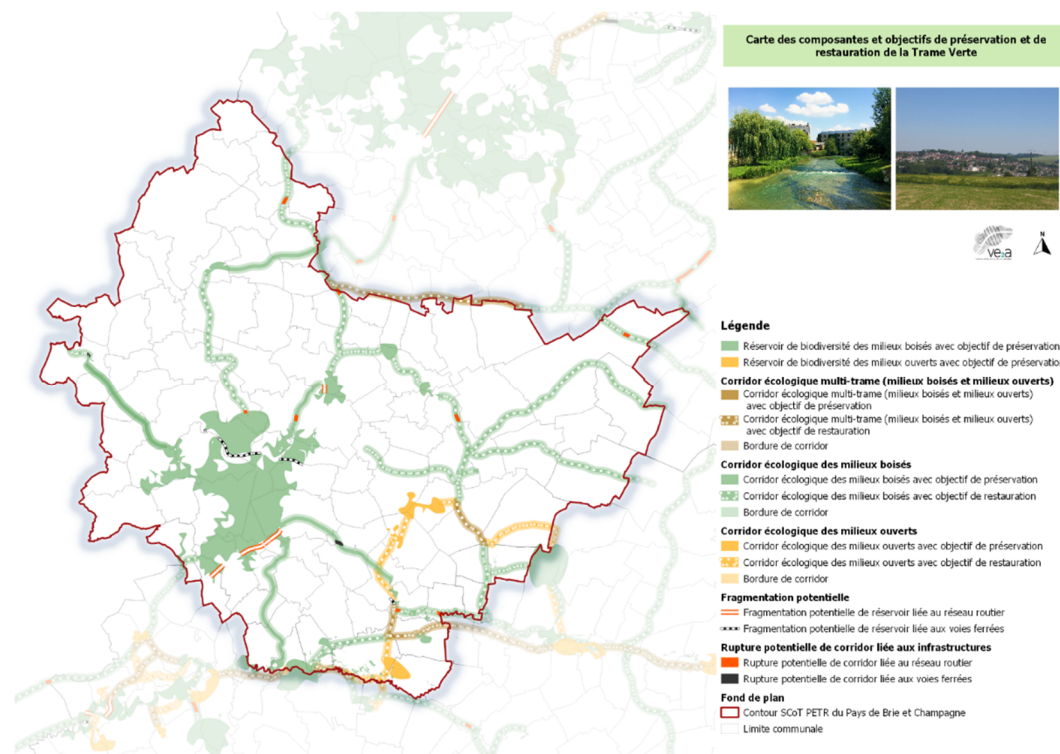 Carte des composantes et objectifs de préservation et de
restauration de la Trame Verte
ve2a
N
Légende
Réservoir de biodiversité des milieux boisés avec objectif de préservation
Réservoir de biodiversité des milieux ouverts avec objectif de préservatio
Corridor écologique multi-trame (milieux boisés et milieux ouverts)
Corridor écologique multi-trame (milieux boisés et milieux ouverts)
avec objectif de préservation
Corridor écologique multi-trame (milieux boisés et milieux ouverts)
avec objectif de restauration
Bordure de corridor
Corridor écologique des milieux boisés
Corridor écologique des milieux boisés avec objectif de préservation
Corridor écologique des milieux boisés avec objectif de restauration
Bordure de corridor
Corridor écologique des milieux ouverts
Corridor écologique des milieux ouverts avec objectif de préservation
Corridor écologique des milieux ouverts avec objectif de restauration
Bordure de corridor
Fragmentation potentielle
Fragmentation potentielle de réservoir liée au réseau routier
Fragmentation potentielle de réservoir liée aux voies ferrées
Rupture potentielle de corridor liée aux infrastructures
Rupture potentielle de corridor liée au réseau routier
Rupture potentielle de corridor liée aux voies ferrées
Fond de plan
Contour SCoT PETR du Pays de Brie et Champagne
Limite communale